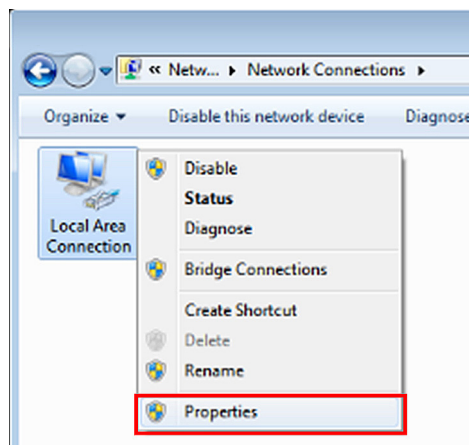 « Netw... ▸ Network Connections ▸
Organize ▾ Disable this network device Diagnose
Local Area
Connection
Disable
Status
Diagnose
Bridge Connections
Create Shortcut
Delete
Rename
Properties